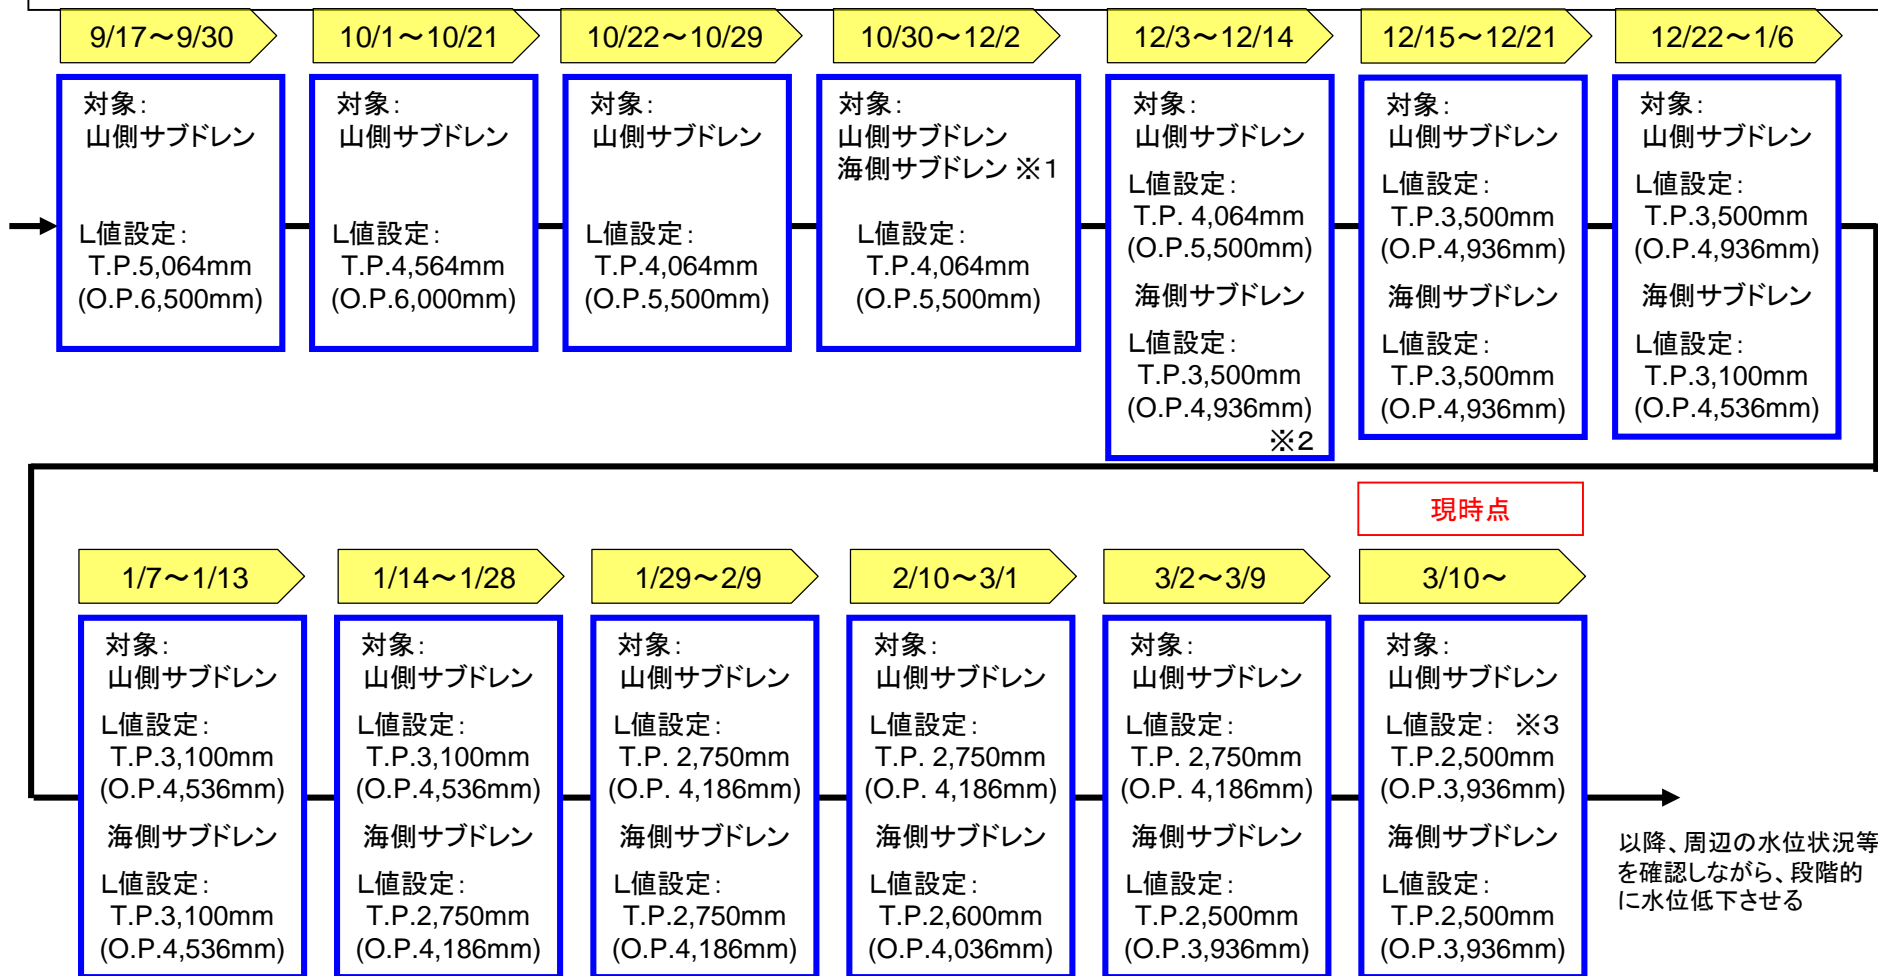 9/17～9/30
対象：
山側サブドレン
L値設定：
T.P.5,064mm
(O.P.6,500mm)
10/1～10/21
対象：
山側サブドレン
L値設定：
T.P.4,564mm
(O.P.6,000mm)
10/22～10/29
対象：
山側サブドレン
L値設定：
T.P.4,064mm
(O.P.5,500mm)
10/30～12/2
対象：
山側サブドレン
海側サブドレン ※1
L値設定：
T.P.4,064mm
(O.P.5,500mm)
12/3～12/14
対象：
山側サブドレン
L値設定：
T.P. 4,064mm
(O.P.5,500mm)
海側サブドレン
L値設定：
T.P.3,500mm
(O.P.4,936mm)
※2
12/15～12/21
対象：
山側サブドレン
L値設定：
T.P.3,500mm
(O.P.4,936mm)
海側サブドレン
L値設定：
T.P.3,500mm
(O.P.4,936mm)
12/22～1/6
対象：
山側サブドレン
L値設定：
T.P.3,500mm
(O.P.4,936mm)
海側サブドレン
L値設定：
T.P.3,100mm
(O.P.4,536mm)
1/7～1/13
対象：
山側サブドレン
L値設定：
T.P.3,100mm
(O.P.4,536mm)
海側サブドレン
L値設定：
T.P.3,100mm
(O.P.4,536mm)
1/14～1/28
対象：
山側サブドレン
L値設定：
T.P.3,100mm
(O.P.4,536mm)
海側サブドレン
L値設定：
T.P.2,750mm
(O.P.4,186mm)
1/29～2/9
対象：
山側サブドレン
L値設定：
T.P. 2,750mm
(O.P. 4,186mm)
海側サブドレン
L値設定：
T.P.2,750mm
(O.P.4,186mm)
2/10～3/1
対象：
山側サブドレン
L値設定：
T.P. 2,750mm
(O.P. 4,186mm)
海側サブドレン
L値設定：
T.P.2,600mm
(O.P.4,036mm)
3/2～3/9
対象：
山側サブドレン
L値設定：
T.P. 2,750mm
(O.P. 4,186mm)
海側サブドレン
L値設定：
T.P.2,500mm
(O.P.3,936mm)
現時点
3/10～
対象：
山側サブドレン
L値設定： ※3
T.P.2,500mm
(O.P.3,936mm)
海側サブドレン
L値設定：
T.P.2,500mm
(O.P.3,936mm)
以降、周辺の水位状況等
を確認しながら、段階的
に水位低下させる